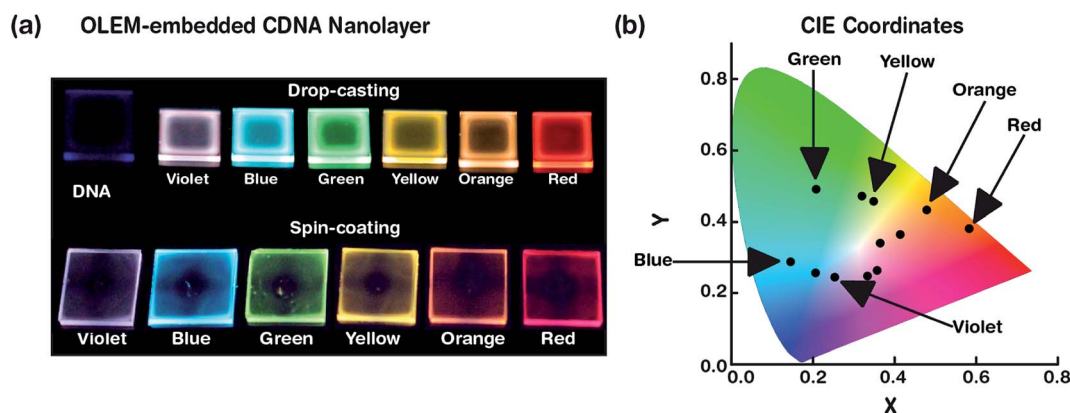 (a) OLEM-embedded CDNA Nanolayer
Drop-casting
DNA
Violet Blue Green Yellow Orange Red
Spin-coating
Violet Blue Green Yellow Orange Red
(b) CIE Coordinates
Green
Yellow
Orange
Red
Blue
Violet
Y
0.8
0.6
0.4
0.2
0.0
0.0 0.2 0.4 0.6 0.8
X